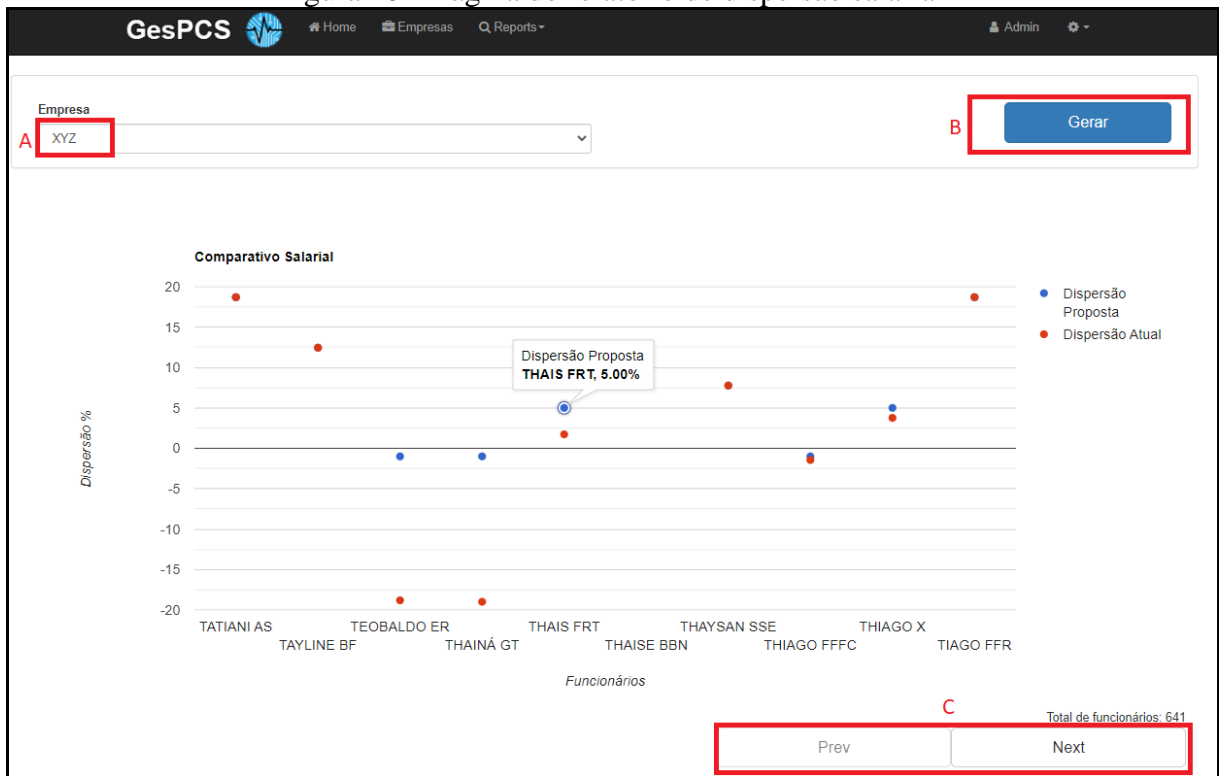 GesPCS Home Empresas Q Reports Admin
Empresa
A XYZ
B Gerar
Comparativo Salarial
20
15
10
5
0
-5
-10
-15
-20
Dispersão %
Dispersão Proposta
THAIS FRT, 5.00%
Dispersão
Proposta
Dispersão Atual
TATIANI AS TEOBALDO ER THAIS FRT THAYSAN SSE THIAGO X
TAYLINE BF THAINÁ GT THAISE BBN THIAGO FFFC TIAGO FFR
Funcionários
C
Total de funcionários: 641
Prev Next